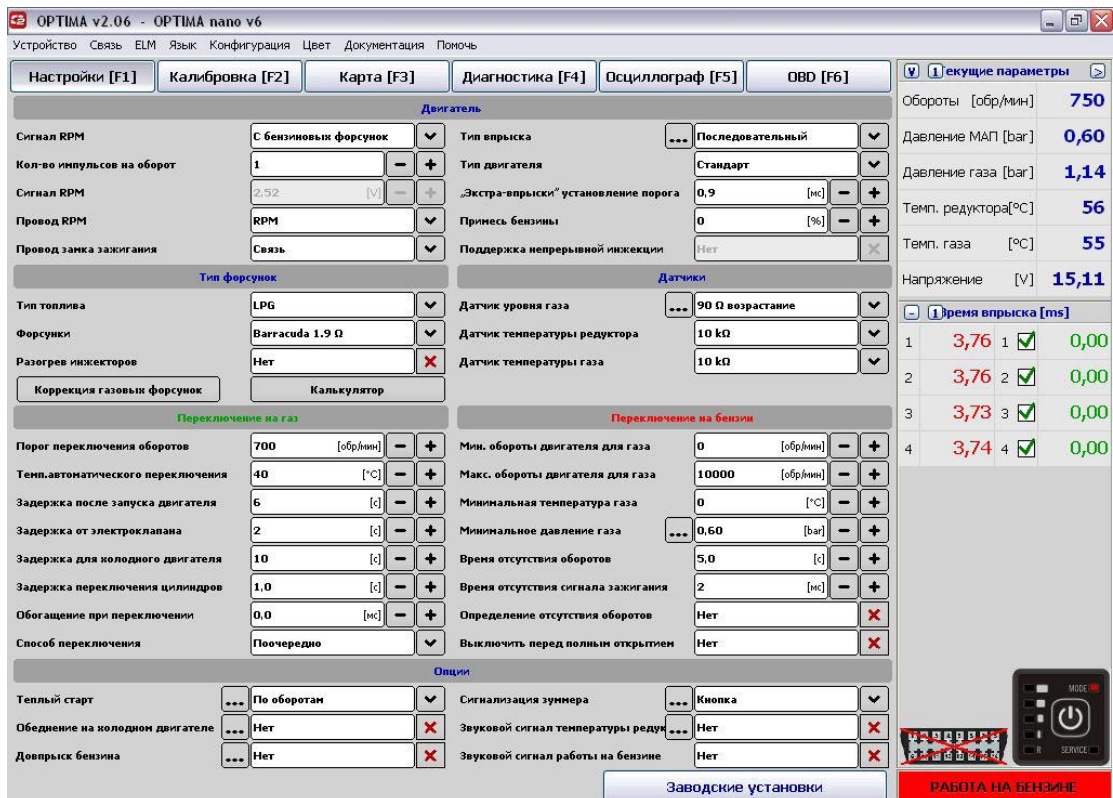 OPTIMA v2.06 - OPTIMA nano v6
Устройство Связь ELM Язык Конфигурация Цвет Документация Помочь
Настройки [F1] Калибровка [F2] Карта [F3] Диагностика [F4] Осциллограф [F5] OBD [F6]
Двигатель
Сигнал RPM С бензиновых форсунок Тип впрыска ... Последовательный
Кол-во импульсов на оборот 1 - + Тип двигателя Стандарт
Сигнал RPM 2.52 [V] - + „Экстра-впрыски" установление порога 0,9 [мс] - +
Провод RPM RPM Примесь бензины 0 [%] - +
Провод замка зажигания Связь Поддержка непрерывной инжекции Нет
Тип форсунок Датчики
Тип топлива LPG Датчик уровня газа ... 90 Ω возрастание
Форсунки Barracuda 1.9 Ω Датчик температуры редуктора 10 kΩ
Разогрев инжекторов Нет Датчик температуры газа 10 kΩ
Коррекция газовых форсунок Калькулятор
Переключение на газ Переключение на бензин
Порог переключения оборотов 700 [обр/мин] - + Мин. обороты двигателя для газа 0 [обр/мин] - +
Темп.автоматического переключения 40 [°C] - + Макс. обороты двигателя для газа 10000 [обр/мин] - +
Задержка после запуска двигателя 6 [с] - + Минимальная температура газа 0 [°C] - +
Задержка от электроклапана 2 [с] - + Минимальное давление газа ... 0,60 [bar] - +
Задержка для холодного двигателя 10 [с] - + Время отсутствия оборотов 5,0 [с] - +
Задержка переключения цилиндров 1,0 [с] - + Время отсутствия сигнала зажигания 2 [мс] - +
Обогащение при переключении 0,0 [мс] - + Определение отсутствия оборотов Нет
Способ переключения Поочередно Выключить перед полным открытием Нет
Опции
Теплый старт ... По оборотам Сигнализация зуммера ... Кнопка
Обеднение на холодном двигателе ... Нет Звуковой сигнал температуры редук ... Нет
Довпрыск бензина ... Нет Звуковой сигнал работы на бензине Нет
Заводские установки
V 1 екущие параметры >
Обороты [обр/мин] 750
Давление МАП [bar] 0,60
Давление газа [bar] 1,14
Темп. редуктора[ºC] 56
Темп. газа [ºC] 55
Напряжение [V] 15,11
- 1 Время впрыска [ms]
1 3,76 1 0,00
2 3,76 2 0,00
3 3,73 3 0,00
4 3,74 4 0,00
MODE
R SERVICE
РАБОТА НА БЕНЗИНЕ